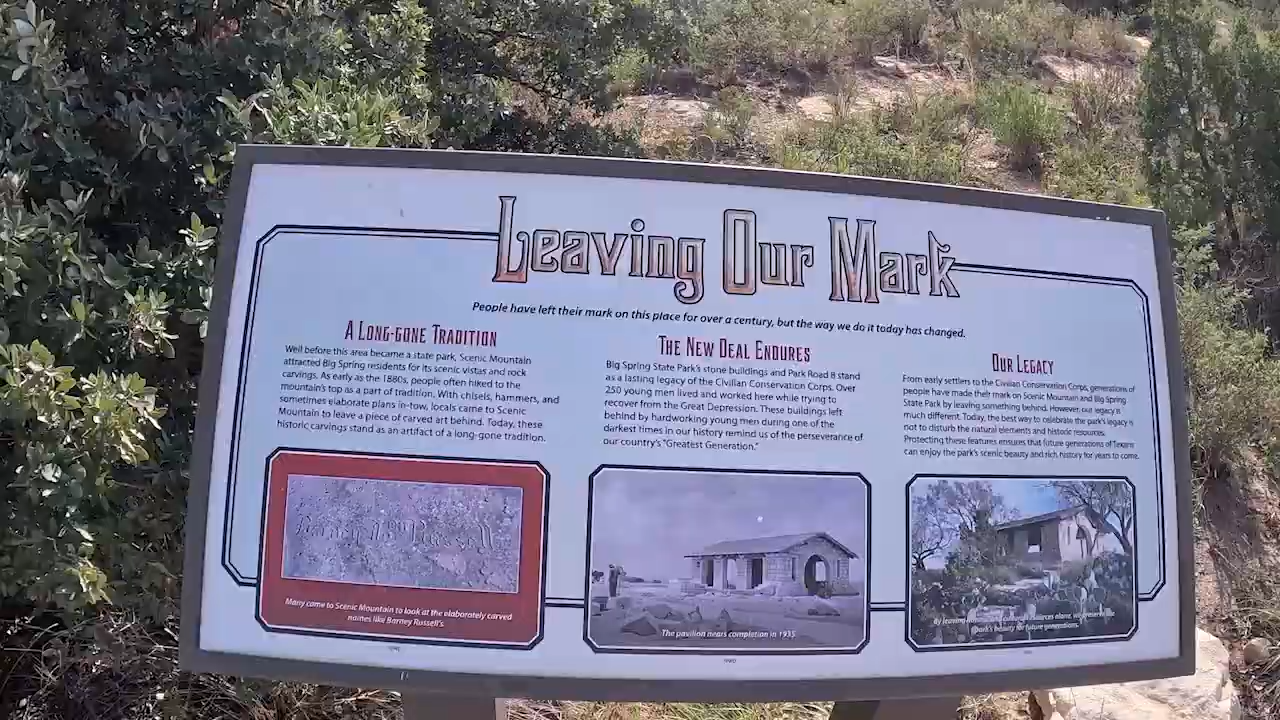 Leaving Our Mark
People have left their mark on this place for over a century, but the way we do it today has changed.
A Long-gone Tradition
Well before this area became a state park, Scenic Mountain
attracted Big Spring residents for its scenic vistas and rock
carvings. As early as the 1880s, people often hiked to the
mountain's top as a part of tradition. With chisels, hammers, and
sometimes elaborate plans in-tow, locals came to Scenic
Mountain to leave a piece of carved art behind. Today, these
historic carvings stand as an artifact of a long-gone tradition.
Barney Russell
Many came to Scenic Mountain to look at the elaborately carved
names like Barney Russell's
The New Deal Endures
Big Spring State Park's stone buildings and Park Road 8 stand
as a lasting legacy of the Civilian Conservation Corps. Over
250 young men lived and worked here while trying to
recover from the Great Depression. These buildings left
behind by hardworking young men during one of the
darkest times in our history remind us of the perseverance of
our country's "Greatest Generation."
The pavilion nears completion in 1935
Our Legacy
From early settlers to the Civilian Conservation Corps, generations of
people have made their mark on Scenic Mountain and Big Spring
State Park by leaving something behind. However, our legacy is
much different. Today, the best way to celebrate the park's legacy is
not to disturb the natural elements and historic resources.
Protecting these features ensures that future generations of Texans
can enjoy the park's scenic beauty and rich history for years to come.
By leaving natural and cultural resources alone, we preserve the
park's beauty for future generations.